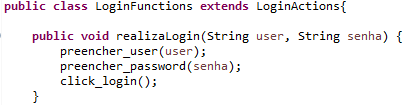 public class LoginFunctions extends LoginActions{
public void realizaLogin(String user, String senha) {
preencher_user(user);
preencher_password(senha);
click_login();
}